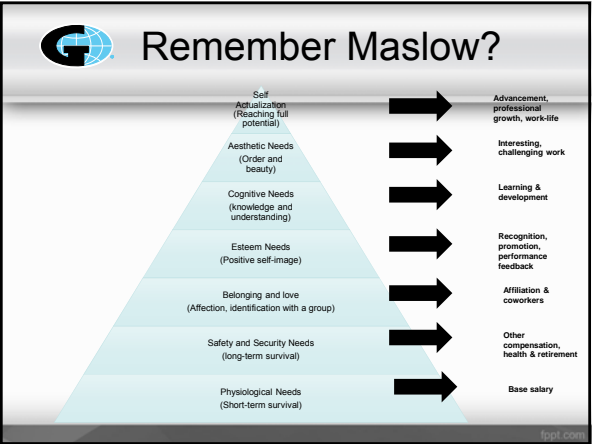 Remember Maslow?
Self
Actualization
(Reaching full
potential)
Advancement,
professional
growth, work-life
Aesthetic Needs
(Order and
beauty)
Interesting,
challenging work
Cognitive Needs
(knowledge and
understanding)
Learning &
development
Esteem Needs
(Positive self-image)
Recognition,
promotion,
performance
feedback
Belonging and love
(Affection, identification with a group)
Affiliation &
coworkers
Safety and Security Needs
(long-term survival)
Other
compensation,
health & retirement
Physiological Needs
(Short-term survival)
Base salary
fppt.com